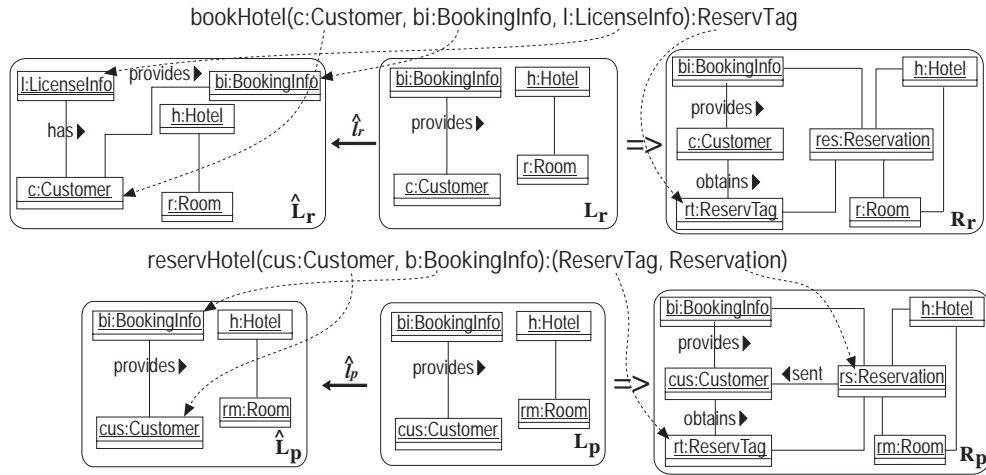 bookHotel(c:Customer, bi:BookingInfo, l:LicenseInfo):ReservTag
l:LicenseInfo
provides
bi:BookingInfo
h:Hotel
has
c:Customer
r:Room
L̂r
l̂r
bi:BookingInfo
h:Hotel
provides
r:Room
c:Customer
Lr
=>
bi:BookingInfo
h:Hotel
provides
c:Customer
res:Reservation
obtains
rt:ReservTag
r:Room
Rr
reservHotel(cus:Customer, b:BookingInfo):(ReservTag, Reservation)
bi:BookingInfo
h:Hotel
provides
rm:Room
cus:Customer
L̂p
l̂p
bi:BookingInfo
h:Hotel
provides
rm:Room
cus:Customer
Lp
=>
bi:BookingInfo
h:Hotel
provides
cus:Customer
sent
rs:Reservation
obtains
rt:ReservTag
rm:Room
Rp